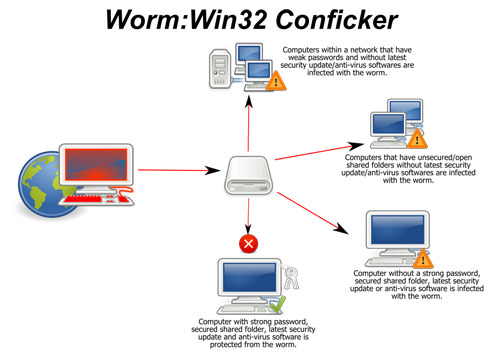 Worm:Win32 Conficker
Computers within a network that have
weak passwords and without latest
security update/anti-virus softwares are
infected with the worm.
Computers that have unsecured/open
shared folders without latest security
update/anti-virus softwares are infected
with the worm.
Computer without a strong password,
secured shared folder, latest security
update or anti-virus software is infected
with the worm.
Computer with strong password,
secured shared folder, latest security
update and anti-virus software is
protected from the worm.